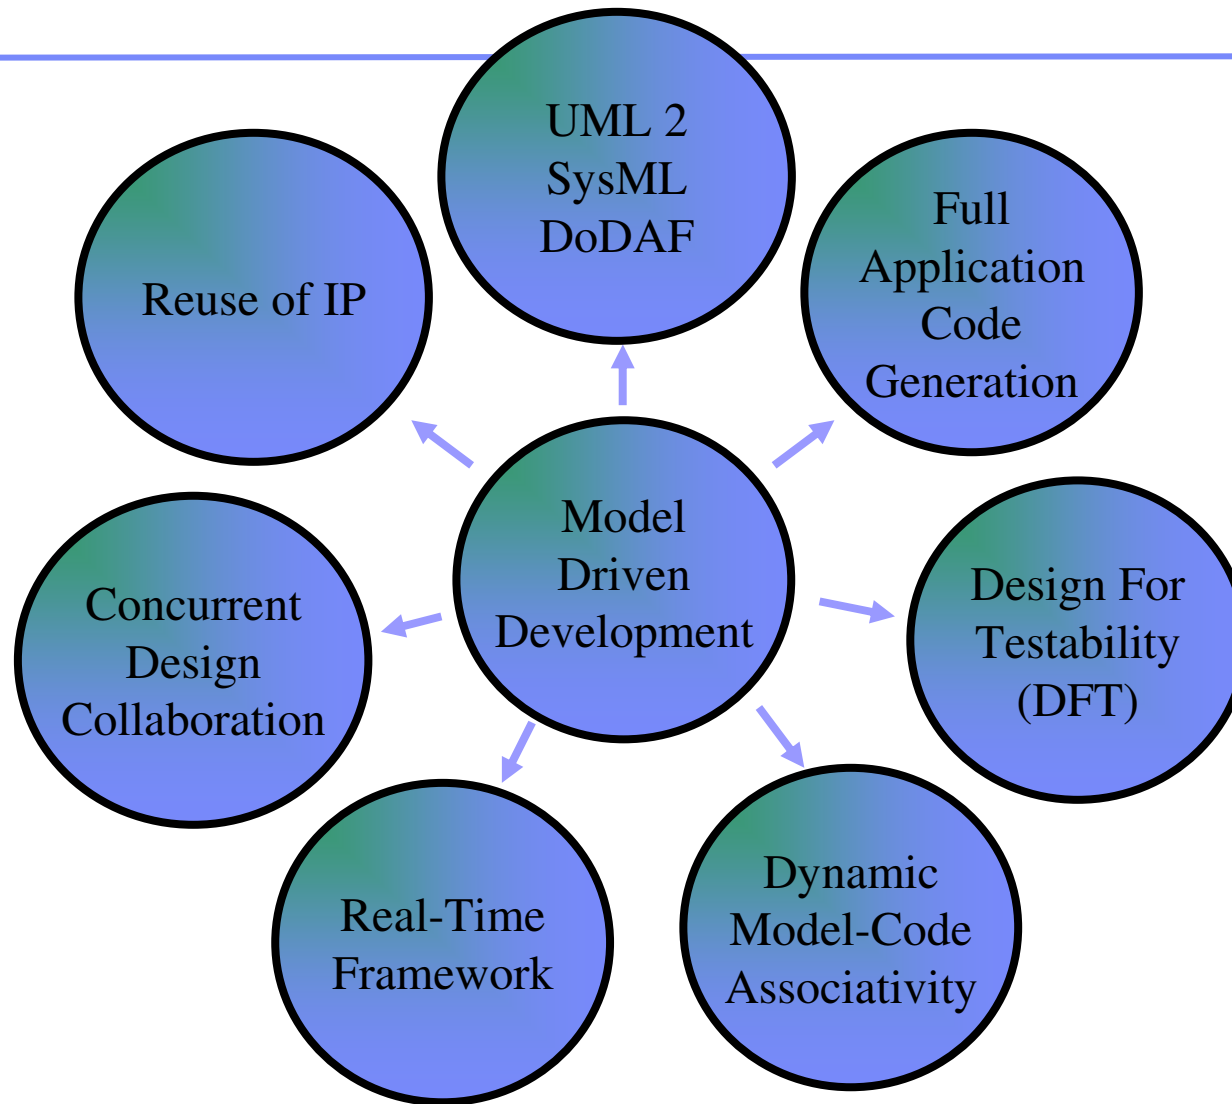 UML 2
SysML
DoDAF
Full
Application
Code
Generation
Reuse of IP
Model
Driven
Development
Design For
Testability
(DFT)
Concurrent
Design
Collaboration
Dynamic
Model-Code
Associativity
Real-Time
Framework